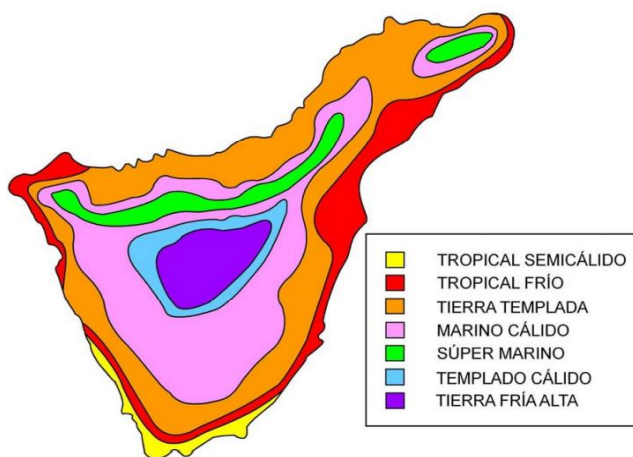 TROPICAL SEMICÁLIDO
TROPICAL FRÍO
TIERRA TEMPLADA
MARINO CÁLIDO
SÚPER MARINO
TEMPLADO CÁLIDO
TIERRA FRÍA ALTA